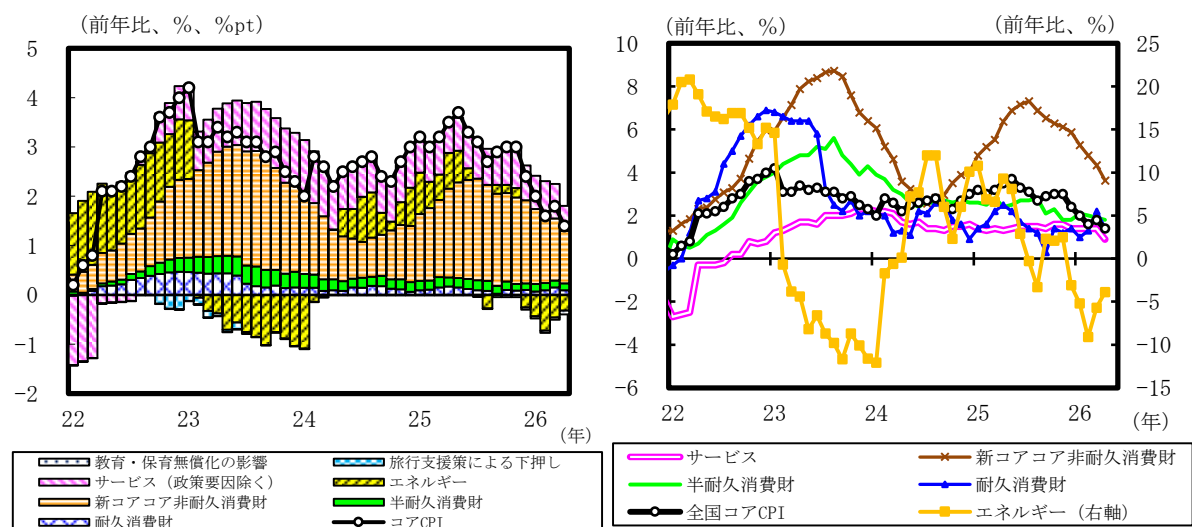 (前年比、%、%pt)
5
4
3
2
1
0
-1
-2
22 23 24 25 26
(年)
教育・保育無償化の影響 旅行支援策による下押し
サービス(政策要因除く) エネルギー
新コアコア非耐久消費財 半耐久消費財
耐久消費財 コアCPI
(前年比、%) (前年比、%)
10 25
8 20
6 15
4 10
2 5
0 0
-2 -5
-4 -10
-6 -15
22 23 24 25 26 (年)
サービス 新コアコア非耐久消費財
半耐久消費財 耐久消費財
全国コアCPI エネルギー(右軸)